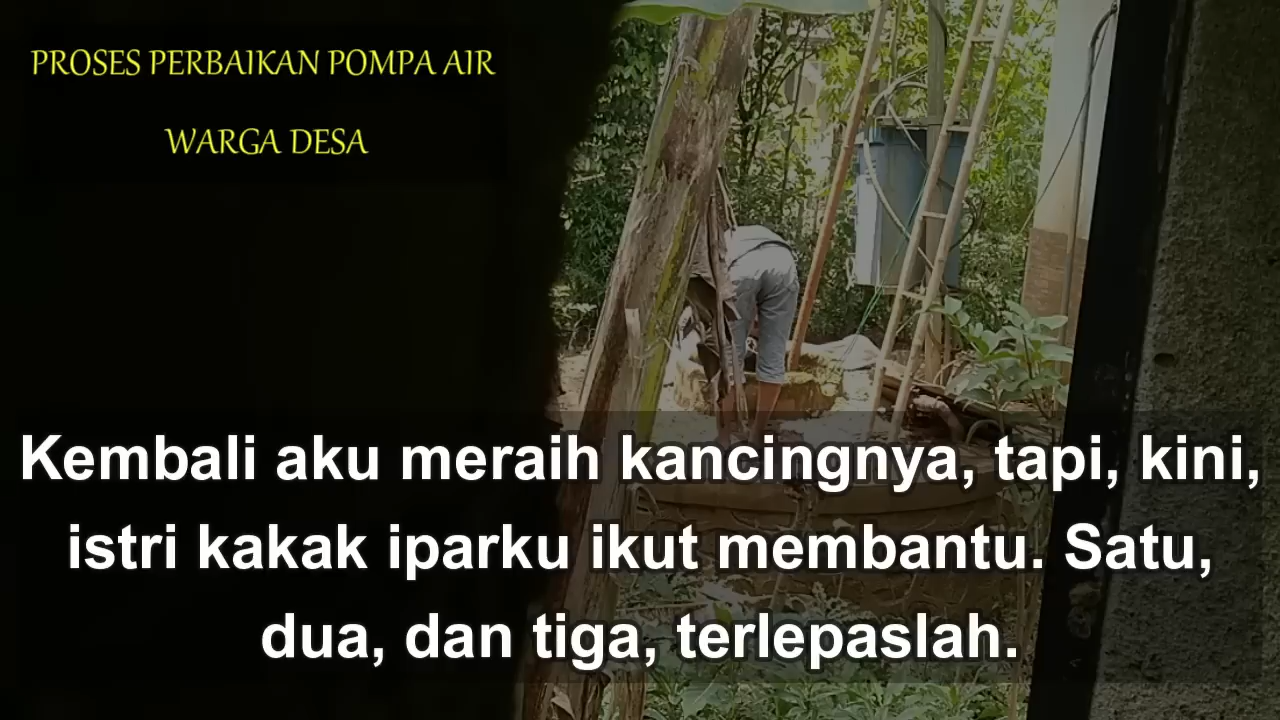 PROSES PERBAIKAN POMPA AIR
WARGA DESA
Kembali aku meraih kancingnya, tapi, kini,
istri kakak iparku ikut membantu. Satu,
dua, dan tiga, terlepaslah.